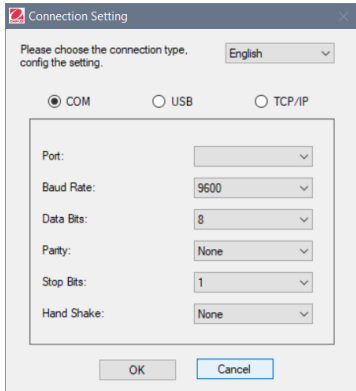 Connection Setting
Please choose the connection type,
config the setting.
English
COM
USB
TCP/IP
Port:
Baud Rate:
9600
Data Bits:
8
Parity:
None
Stop Bits:
1
Hand Shake:
None
OK
Cancel